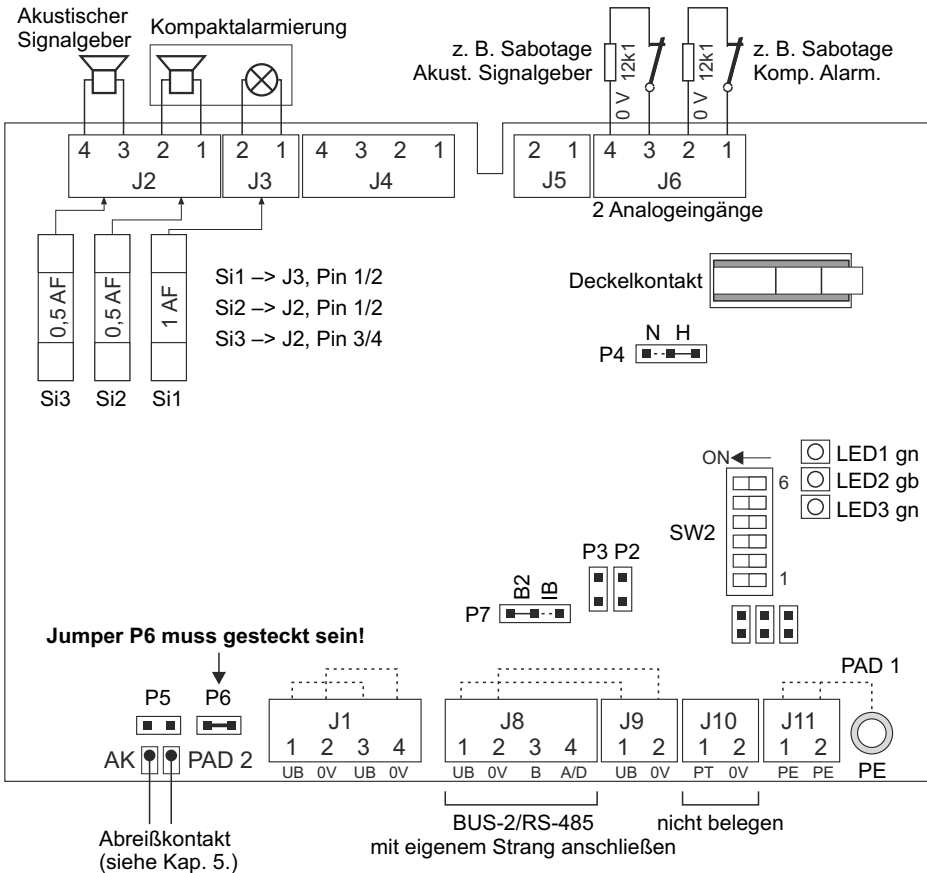 Akustischer
Signalgeber
Kompaktalarmierung
z. B. Sabotage
Akust. Signalgeber
0 V 12k1
0 V 12k1
z. B. Sabotage
Komp. Alarm.
4 3 2 1
J2
2 1
J3
4 3 2 1
J4
2 1
J5
4 3 2 1
J6
2 Analogeingänge
0,5 AF
0,5 AF
1 AF
Si3
Si2
Si1
Si1 –> J3, Pin 1/2
Si2 –> J2, Pin 1/2
Si3 –> J2, Pin 3/4
Deckelkontakt
N H
P4
ON
6
SW2
1
LED1 gn
LED2 gb
LED3 gn
P3 P2
B2 IB
P7
Jumper P6 muss gesteckt sein!
P5 P6
AK PAD 2
J1
1 2 3 4
UB 0V UB 0V
J8
1 2 3 4
UB 0V B A/D
J9
1 2
UB 0V
J10
1 2
PT 0V
J11
1 2
PE PE
PAD 1
PE
Abreißkontakt
(siehe Kap. 5.)
BUS-2/RS-485
mit eigenem Strang anschließen
nicht belegen